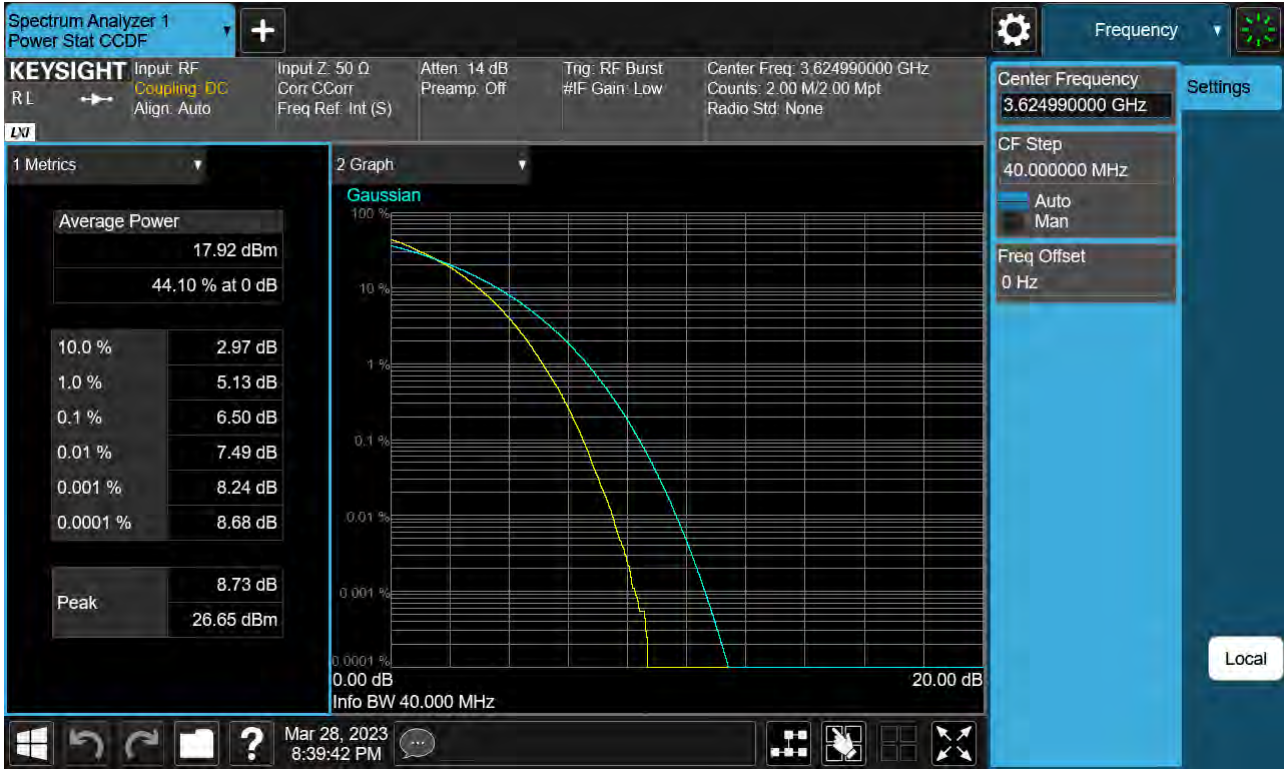 Spectrum Analyzer 1
Power Stat CCDF
Frequency
KEYSIGHT
R L
LXI
Input: RF
Coupling: DC
Align: Auto
Input Z: 50 Ω
Corr CCorr
Freq Ref: Int (S)
Atten: 14 dB
Preamp: Off
Trig: RF Burst
#IF Gain: Low
Center Freq: 3.624990000 GHz
Counts: 2.00 M/2.00 Mpt
Radio Std: None
Center Frequency
3.624990000 GHz
Settings
CF Step
40.000000 MHz
Auto
Man
Freq Offset
0 Hz
Local
1 Metrics
Average Power
17.92 dBm
44.10 % at 0 dB
10.0 % 2.97 dB
1.0 % 5.13 dB
0.1 % 6.50 dB
0.01 % 7.49 dB
0.001 % 8.24 dB
0.0001 % 8.68 dB
Peak
8.73 dB
26.65 dBm
2 Graph
Gaussian
100 %
10 %
1 %
0.1 %
0.01 %
0.001 %
0.0001 %
0.00 dB
20.00 dB
Info BW 40.000 MHz
?
Mar 28, 2023
8:39:42 PM